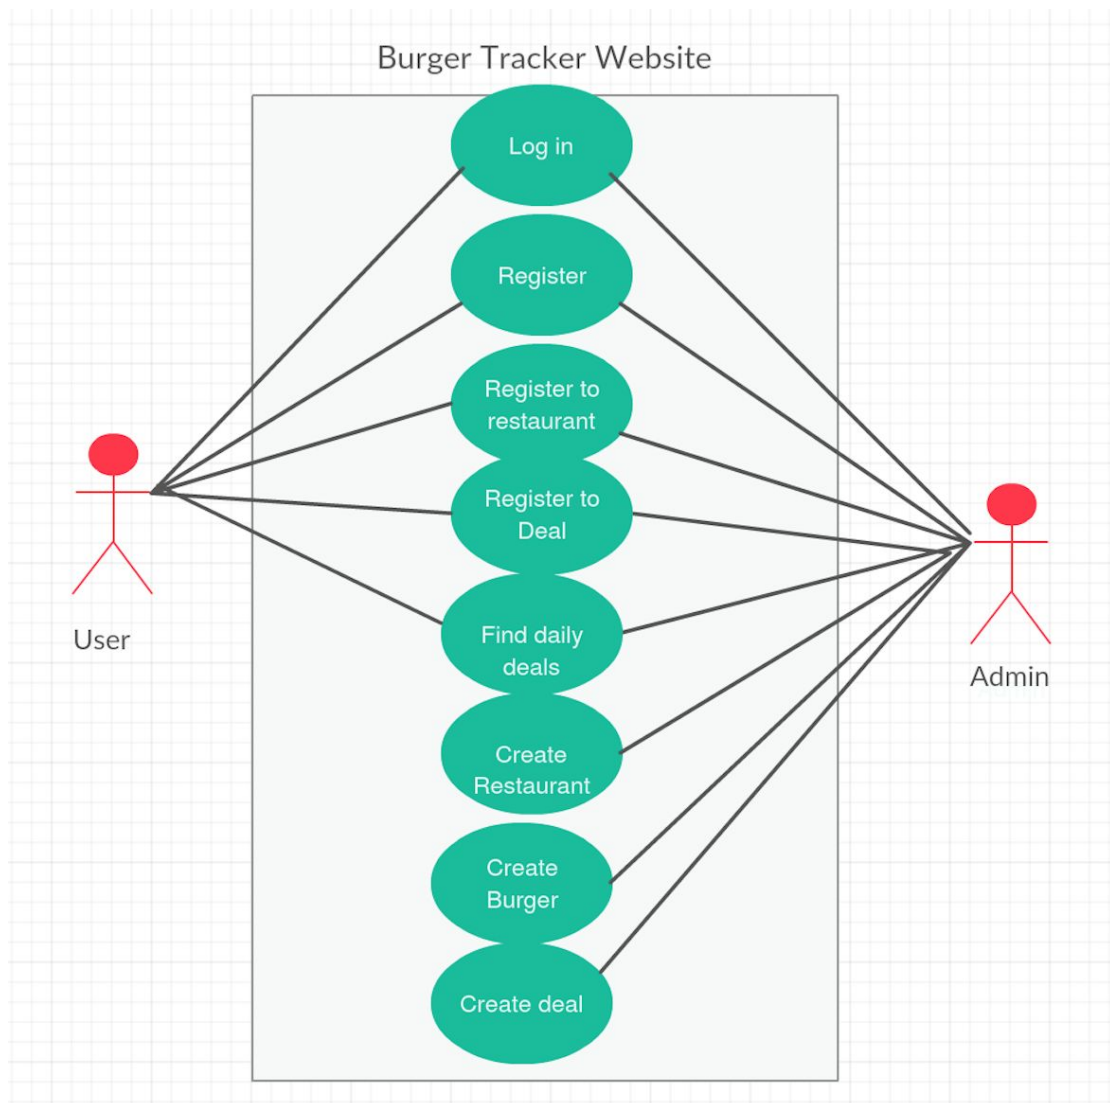 Burger Tracker Website
Log in
Register
Register to
restaurant
Register to
Deal
Find daily
deals
User
Admin
Create
Restaurant
Create
Burger
Create deal